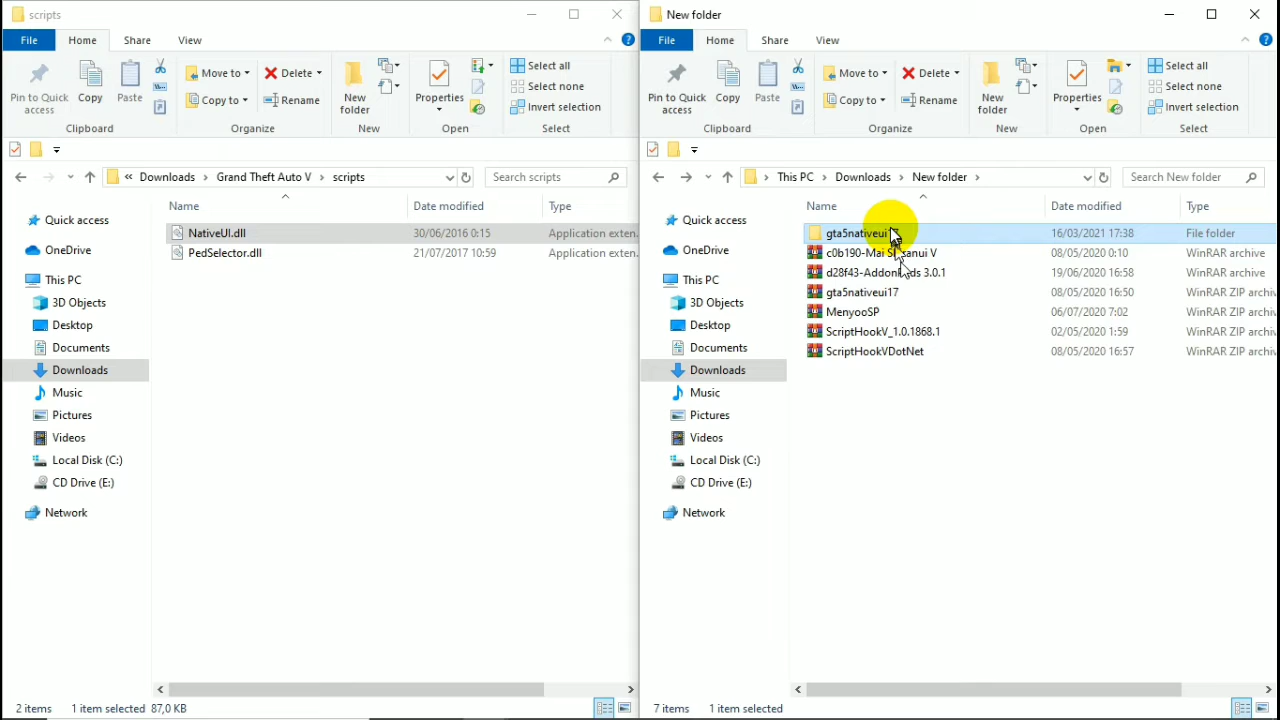 scripts
File
Home
Share
View
Pin to Quick access
Copy
Paste
Move to
Copy to
Delete
Rename
New folder
Properties
Select all
Select none
Invert selection
Clipboard
Organize
New
Open
Select
« Downloads › Grand Theft Auto V › scripts
Search scripts
Name
Date modified
Type
Quick access
OneDrive
This PC
3D Objects
Desktop
Documents
Downloads
Music
Pictures
Videos
Local Disk (C:)
CD Drive (E:)
Network
NativeUI.dll 30/06/2016 0:15 Application exten.
PedSelector.dll 21/07/2017 10:59 Application exten.
2 items 1 item selected 87,0 KB
New folder
File
Home
Share
View
Pin to Quick access
Copy
Paste
Move to
Copy to
Delete
Rename
New folder
Properties
Select all
Select none
Invert selection
Clipboard
Organize
New
Open
Select
› This PC › Downloads › New folder ›
Search New folder
Name
Date modified
Type
Quick access
OneDrive
This PC
3D Objects
Desktop
Documents
Downloads
Music
Pictures
Videos
Local Disk (C:)
CD Drive (E:)
Network
16/03/2021 17:38 File folder
c0b190-Mai V 08/05/2020 0:10 WinRAR archive
3.0.1 19/06/2020 16:58 WinRAR archive
gta5nativeui17 08/05/2020 16:50 WinRAR ZIP archiv
MenyooSP 06/07/2020 7:02 WinRAR ZIP archiv
ScriptHookV_1.0.1868.1 02/05/2020 1:59 WinRAR ZIP archiv
ScriptHookVDotNet 08/05/2020 16:57 WinRAR ZIP archiv
7 items 1 item selected